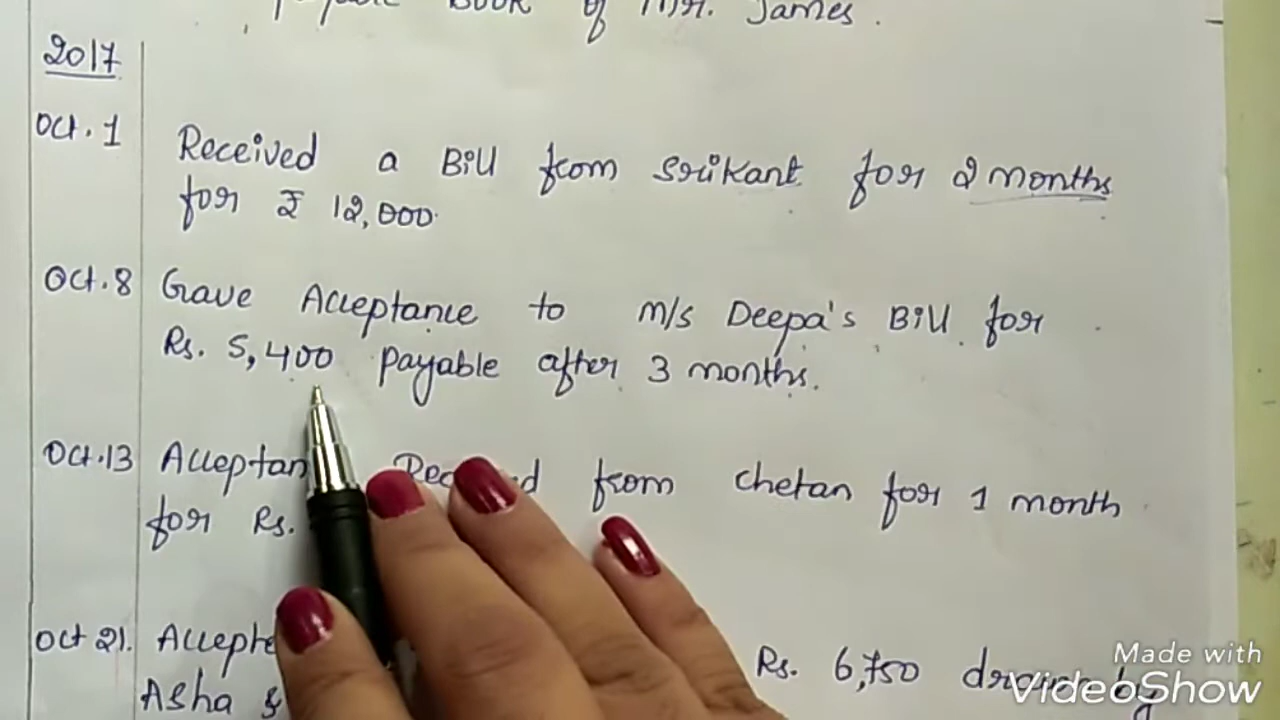 Payable Book of Mr. James.
2017
Oct. 1 Received a Bill from Srikant for 2 months
for ₹ 12,000.
Oct. 8 Gave Acceptance to M/s Deepa's Bill for
Rs. 5,400 payable after 3 months.
Oct. 13 from Chetan for 1 month
for Rs.
Oct 21. Rs. 6,750 drawn by
Asha &
Made with
VideoShow